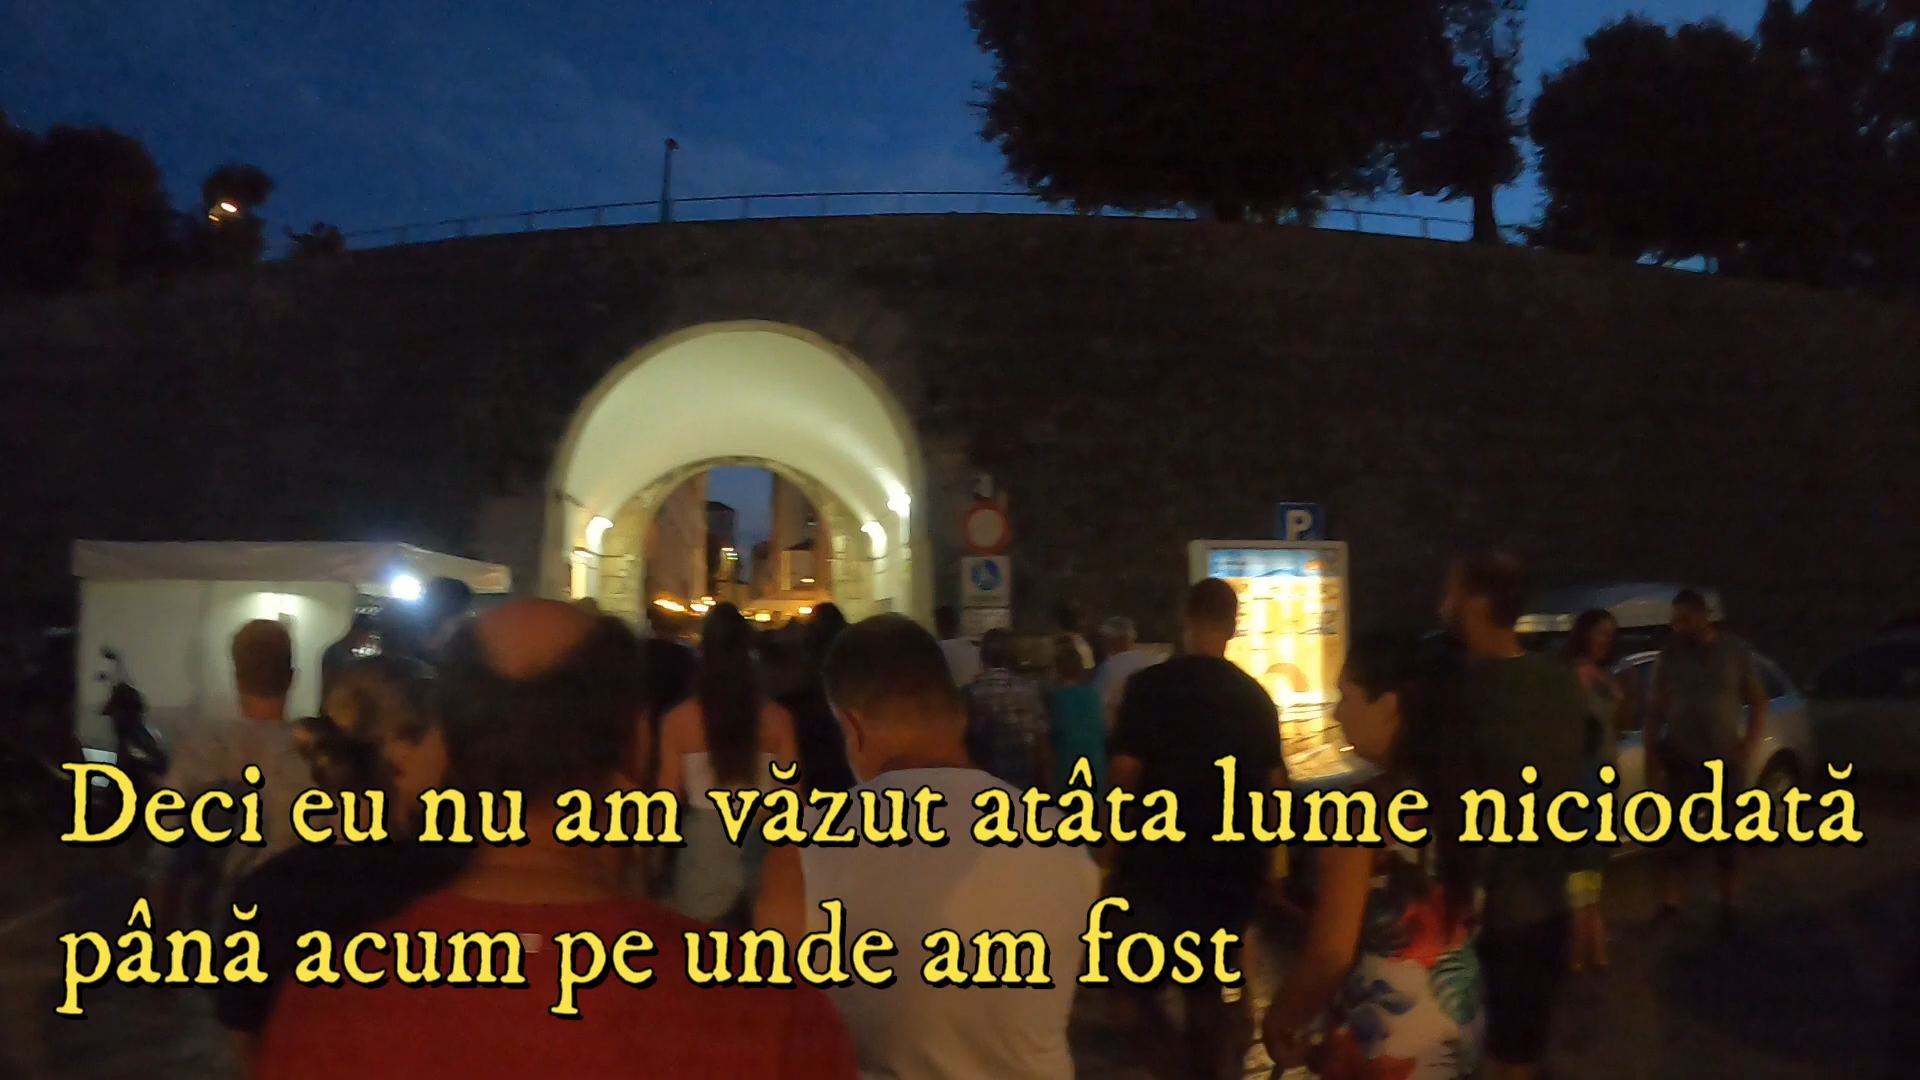 P
Deci eu nu am văzut atâta lume niciodată
până acum pe unde am fost